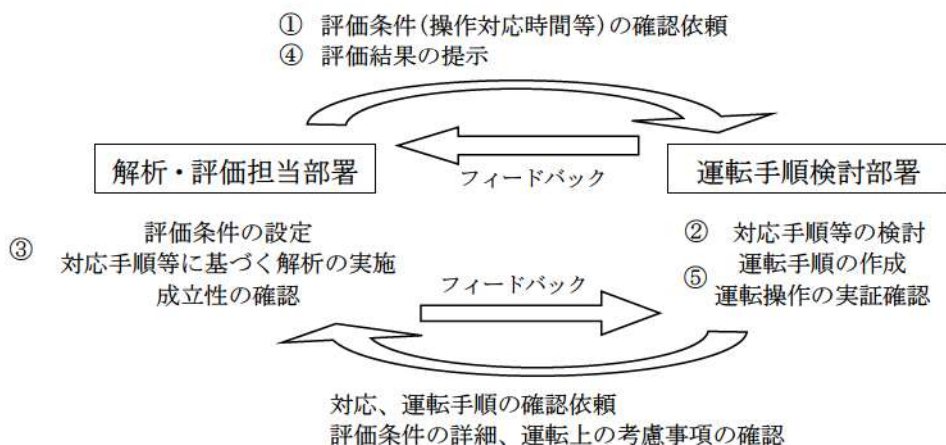 ① 評価条件(操作対応時間等)の確認依頼
④ 評価結果の提示
解析・評価担当部署
フィードバック
運転手順検討部署
③
評価条件の設定
対応手順等に基づく解析の実施
成立性の確認
② 対応手順等の検討
運転手順の作成
⑤
運転操作の実証確認
フィードバック
対応、運転手順の確認依頼
評価条件の詳細、運転上の考慮事項の確認